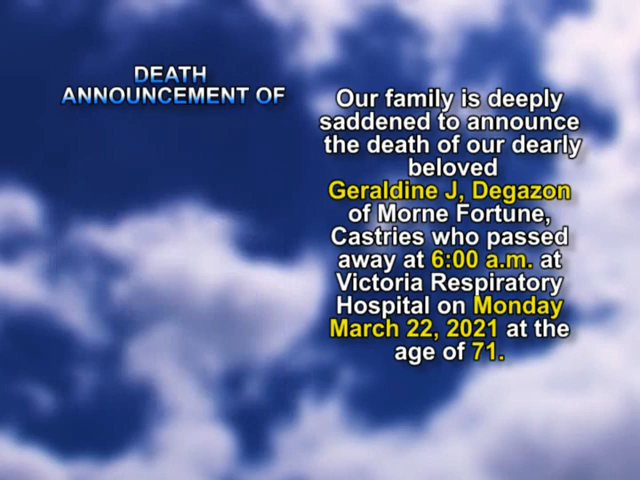 DEATH
ANNOUNCEMENT OF
Our family is deeply
saddened to announce
the death of our dearly
beloved
Geraldine J, Degazon
of Morne Fortune,
Castries who passed
away at 6:00 a.m. at
Victoria Respiratory
Hospital on Monday
March 22, 2021 at the
age of 71.